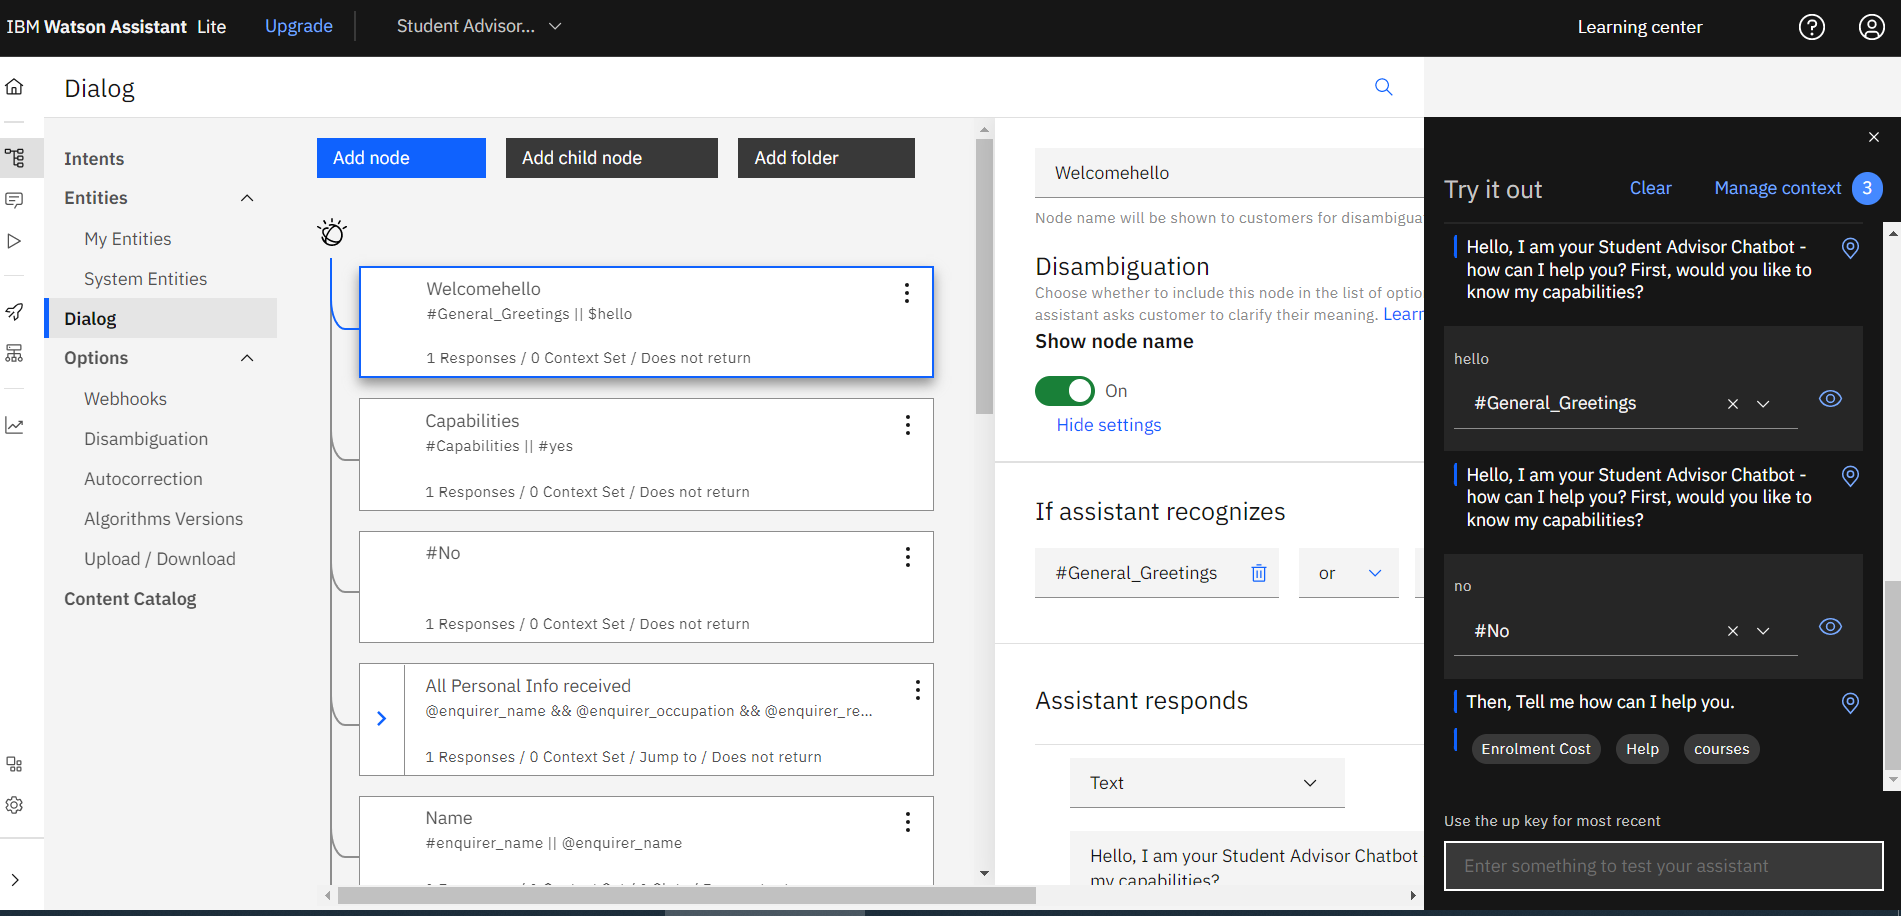 IBM Watson Assistant Lite
Upgrade
Student Advisor...
Learning center
Dialog
Intents
Entities
My Entities
System Entities
Dialog
Options
Webhooks
Disambiguation
Autocorrection
Algorithms Versions
Upload / Download
Content Catalog
Add node
Add child node
Add folder
Welcomehello
#General_Greetings || $hello
1 Responses / 0 Context Set / Does not return
Capabilities
#Capabilities || #yes
1 Responses / 0 Context Set / Does not return
#No
1 Responses / 0 Context Set / Does not return
All Personal Info received
@enquirer_name && @enquirer_occupation && @enquirer_re...
1 Responses / 0 Context Set / Jump to / Does not return
Name
#enquirer_name || @enquirer_name
Welcomehello
Node name will be shown to customers for disambigua
Disambiguation
Choose whether to include this node in the list of optio
assistant asks customer to clarify their meaning. Learn
Show node name
On
Hide settings
If assistant recognizes
#General_Greetings
or
Assistant responds
Text
Hello, I am your Student Advisor Chatbot
my capabilities?
Try it out
Clear
Manage context
3
Hello, I am your Student Advisor Chatbot -
how can I help you? First, would you like to
know my capabilities?
hello
#General_Greetings
Hello, I am your Student Advisor Chatbot -
how can I help you? First, would you like to
know my capabilities?
no
#No
Then, Tell me how can I help you.
Enrolment Cost
Help
courses
Use the up key for most recent
Enter something to test your assistant